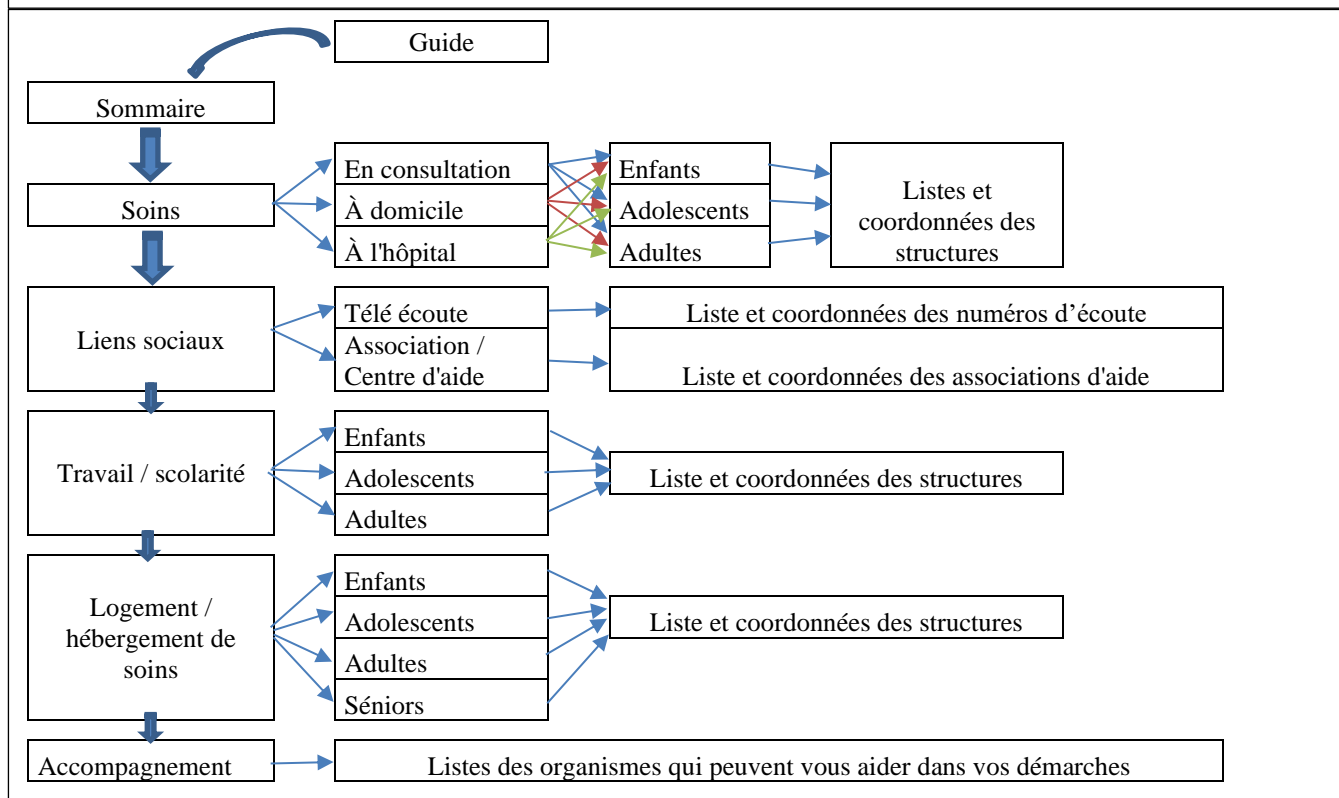 Guide
Sommaire
Soins
En consultation
À domicile
À l'hôpital
Enfants
Adolescents
Adultes
Listes et
coordonnées des
structures
Liens sociaux
Télé écoute
Association /
Centre d'aide
Liste et coordonnées des numéros d’écoute
Liste et coordonnées des associations d'aide
Travail / scolarité
Enfants
Adolescents
Adultes
Liste et coordonnées des structures
Logement /
hébergement de
soins
Enfants
Adolescents
Adultes
Séniors
Liste et coordonnées des structures
Accompagnement
Listes des organismes qui peuvent vous aider dans vos démarches